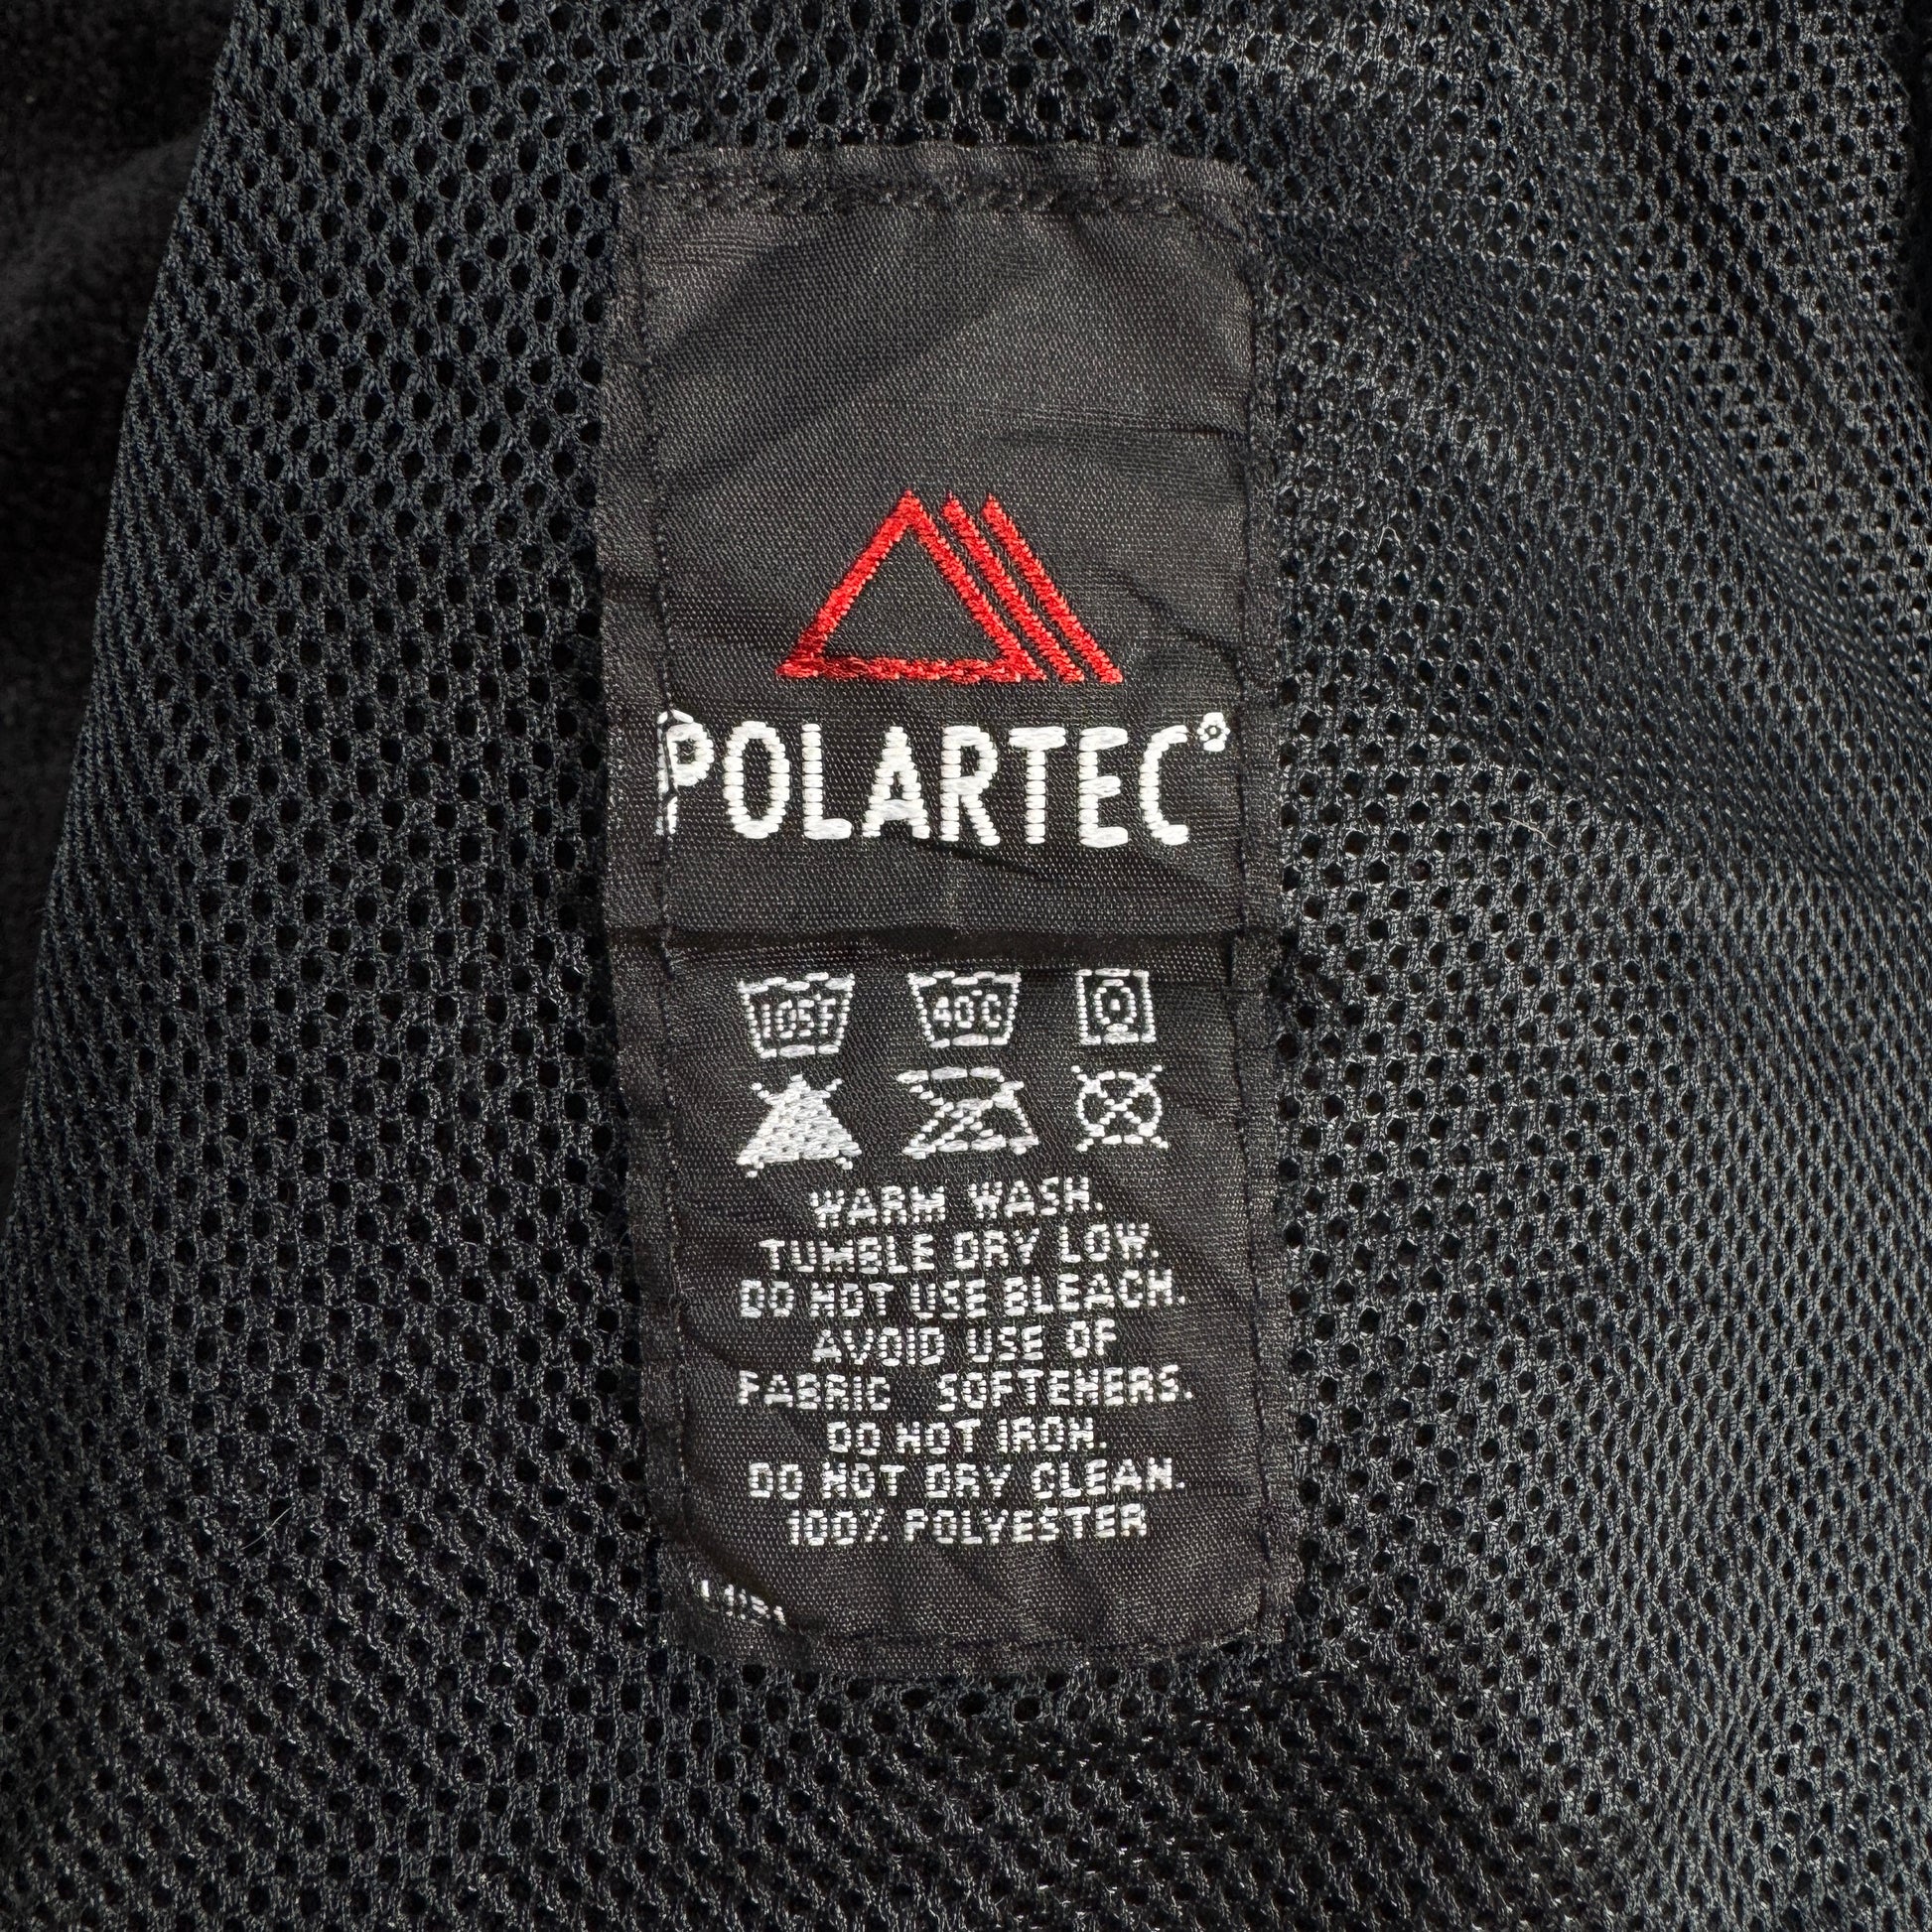 POLARTEC®
105F 40°C
WARM WASH.
TUMBLE DRY LOW.
DO NOT USE BLEACH.
AVOID USE OF
FABRIC SOFTENERS.
DO NOT IRON.
DO NOT DRY CLEAN.
100% POLYESTER